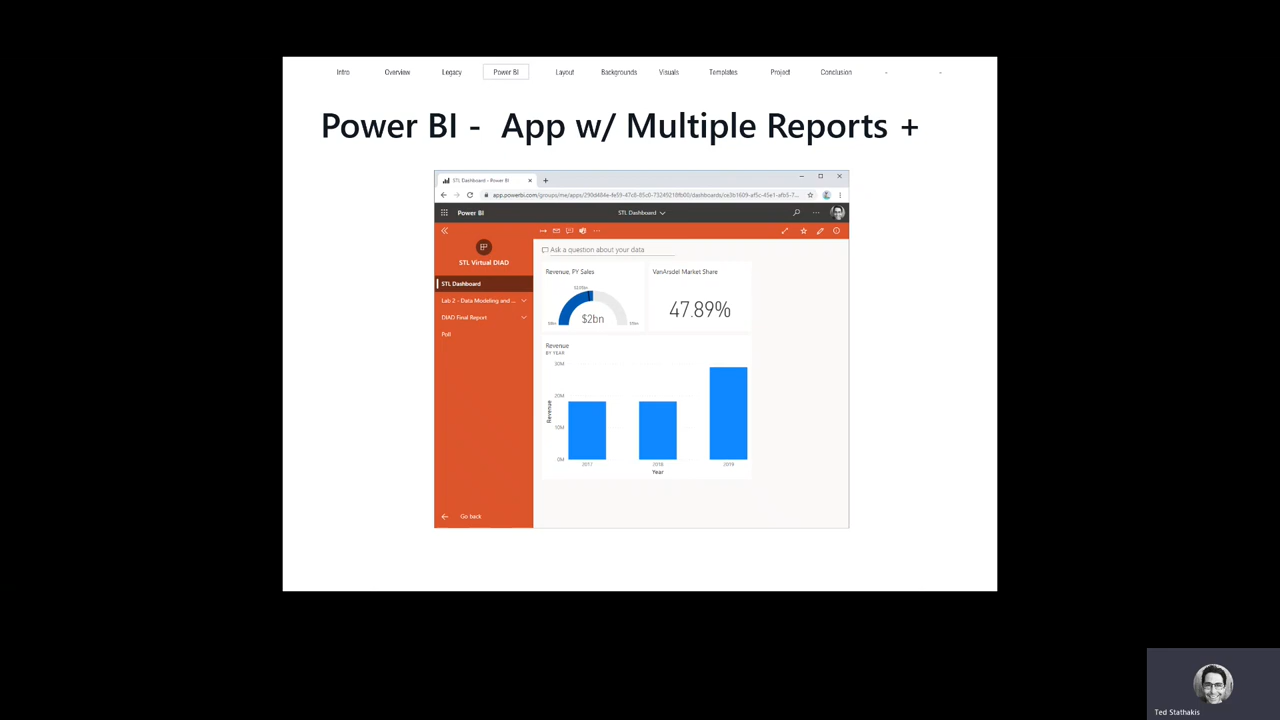 Intro Overview Legacy Power BI Layout Backgrounds Visuals Templates Project Conclusion - -
Power BI - App w/ Multiple Reports +
STL Dashboard - Power BI
Power BI
STL Dashboard
STL Virtual DIAD
STL Dashboard
Lab 2 - Data Modeling and ...
DIAD Final Report
Poll
Go back
Ask a question about your data
Revenue, PY Sales
$2bn
VanArsdel Market Share
47.89%
Revenue
BY YEAR
30M
20M
10M
0M
Revenue
2017 2018 2019
Year
Ted Stathakis